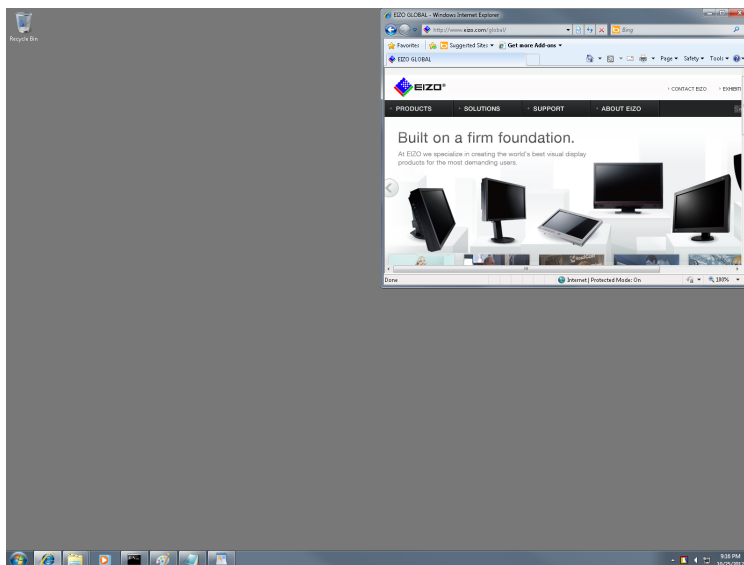 Recycle Bin
EIZO GLOBAL - Windows Internet Explorer
http://www.eizo.com/global/
Bing
Favorites Suggested Sites Get more Add-ons
EIZO GLOBAL Page Safety Tools
EIZO®
CONTACT EIZO
PRODUCTS SOLUTIONS SUPPORT ABOUT EIZO
Built on a firm foundation.
At EIZO we specialize in creating the world's best visual display
products for the most demanding users.
Done Internet | Protected Mode: On 100%
9:36 PM